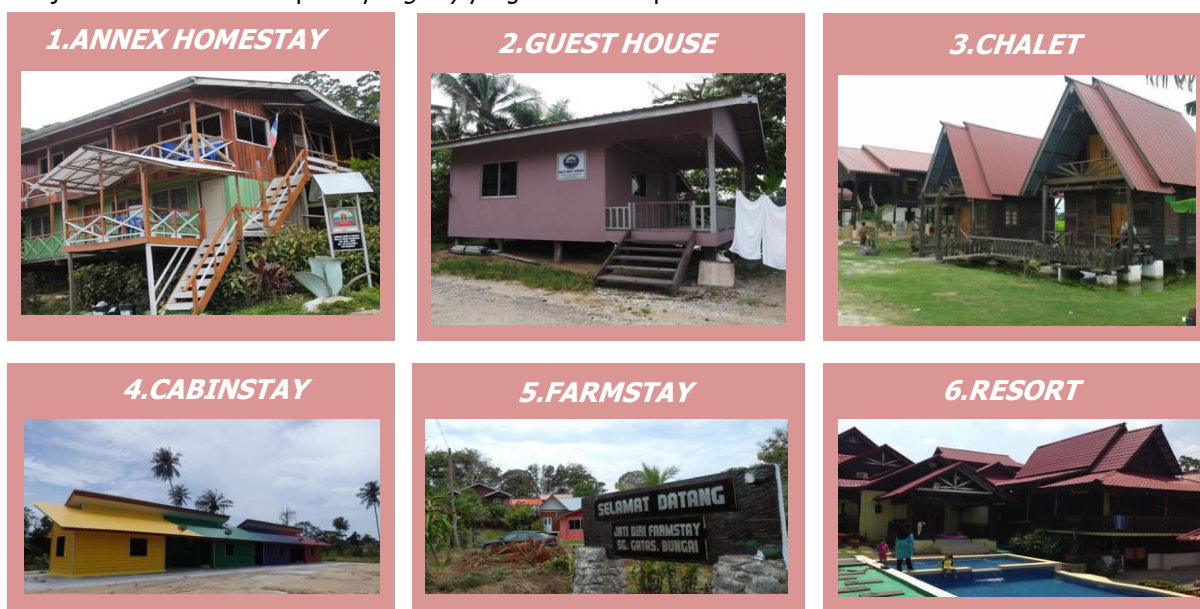 1.ANNEX HOMESTAY
2.GUEST HOUSE
3.CHALET
4.CABINSTAY
5.FARMSTAY
SELAMAT DATANG
JATI DIRI FARMSTAY
SG. GATAS. BUNGAI
6.RESORT